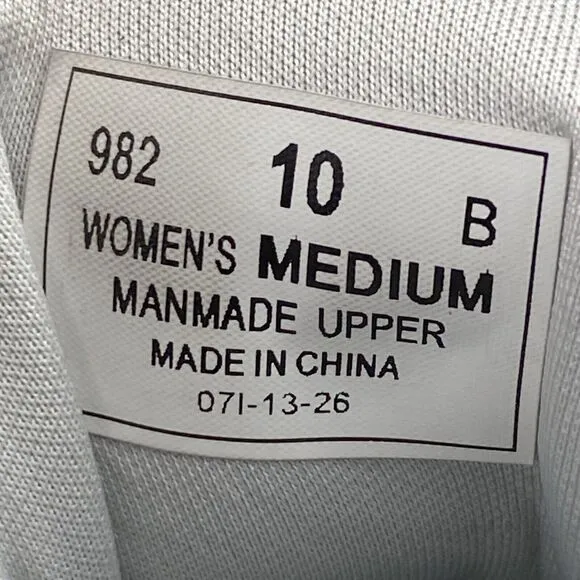 982 10 B
WOMEN'S MEDIUM
MANMADE UPPER
MADE IN CHINA
07I-13-26